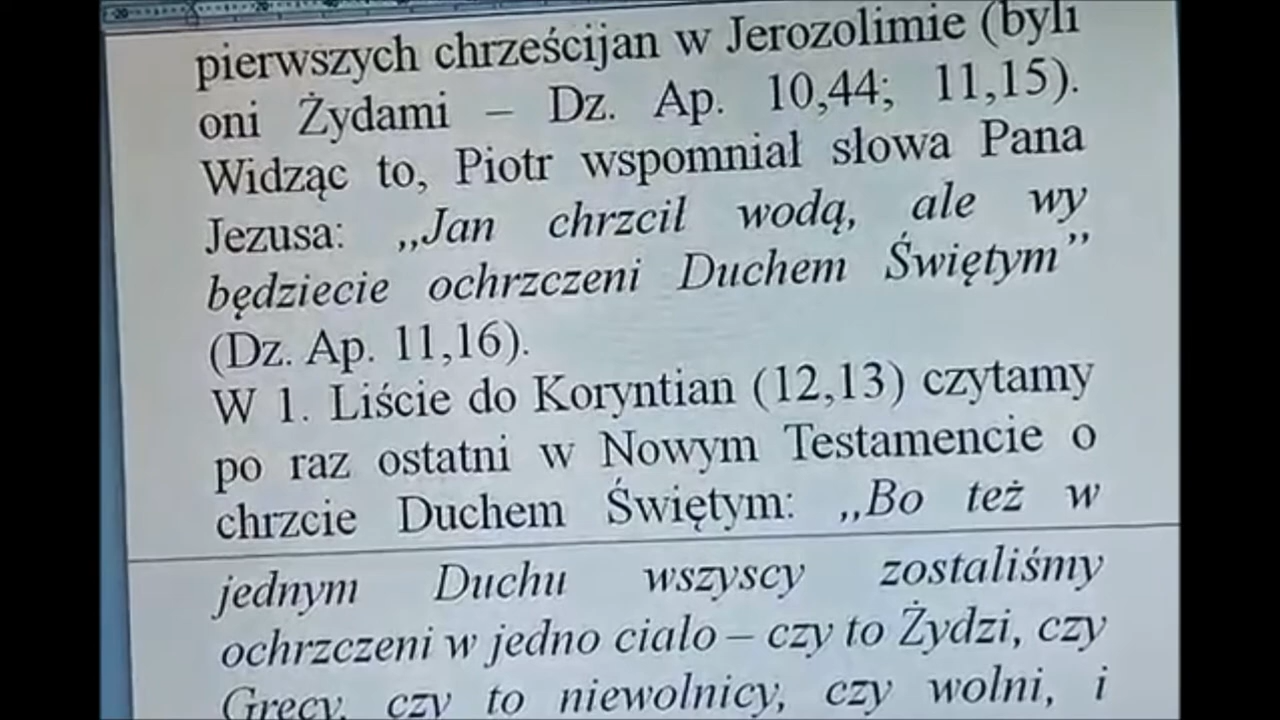 pierwszych chrześcijan w Jerozolimie (byli
oni Żydami – Dz. Ap. 10,44; 11,15).
Widząc to, Piotr wspomniał słowa Pana
Jezusa: „Jan chrzcił wodą, ale wy
będziecie ochrzczeni Duchem Świętym”
(Dz. Ap. 11,16).
W 1. Liście do Koryntian (12,13) czytamy
po raz ostatni w Nowym Testamencie o
chrzcie Duchem Świętym: „Bo też w
jednym Duchu wszyscy zostaliśmy
ochrzczeni w jedno ciało – czy to Żydzi, czy
Grecy, czy to niewolnicy, czy wolni, i